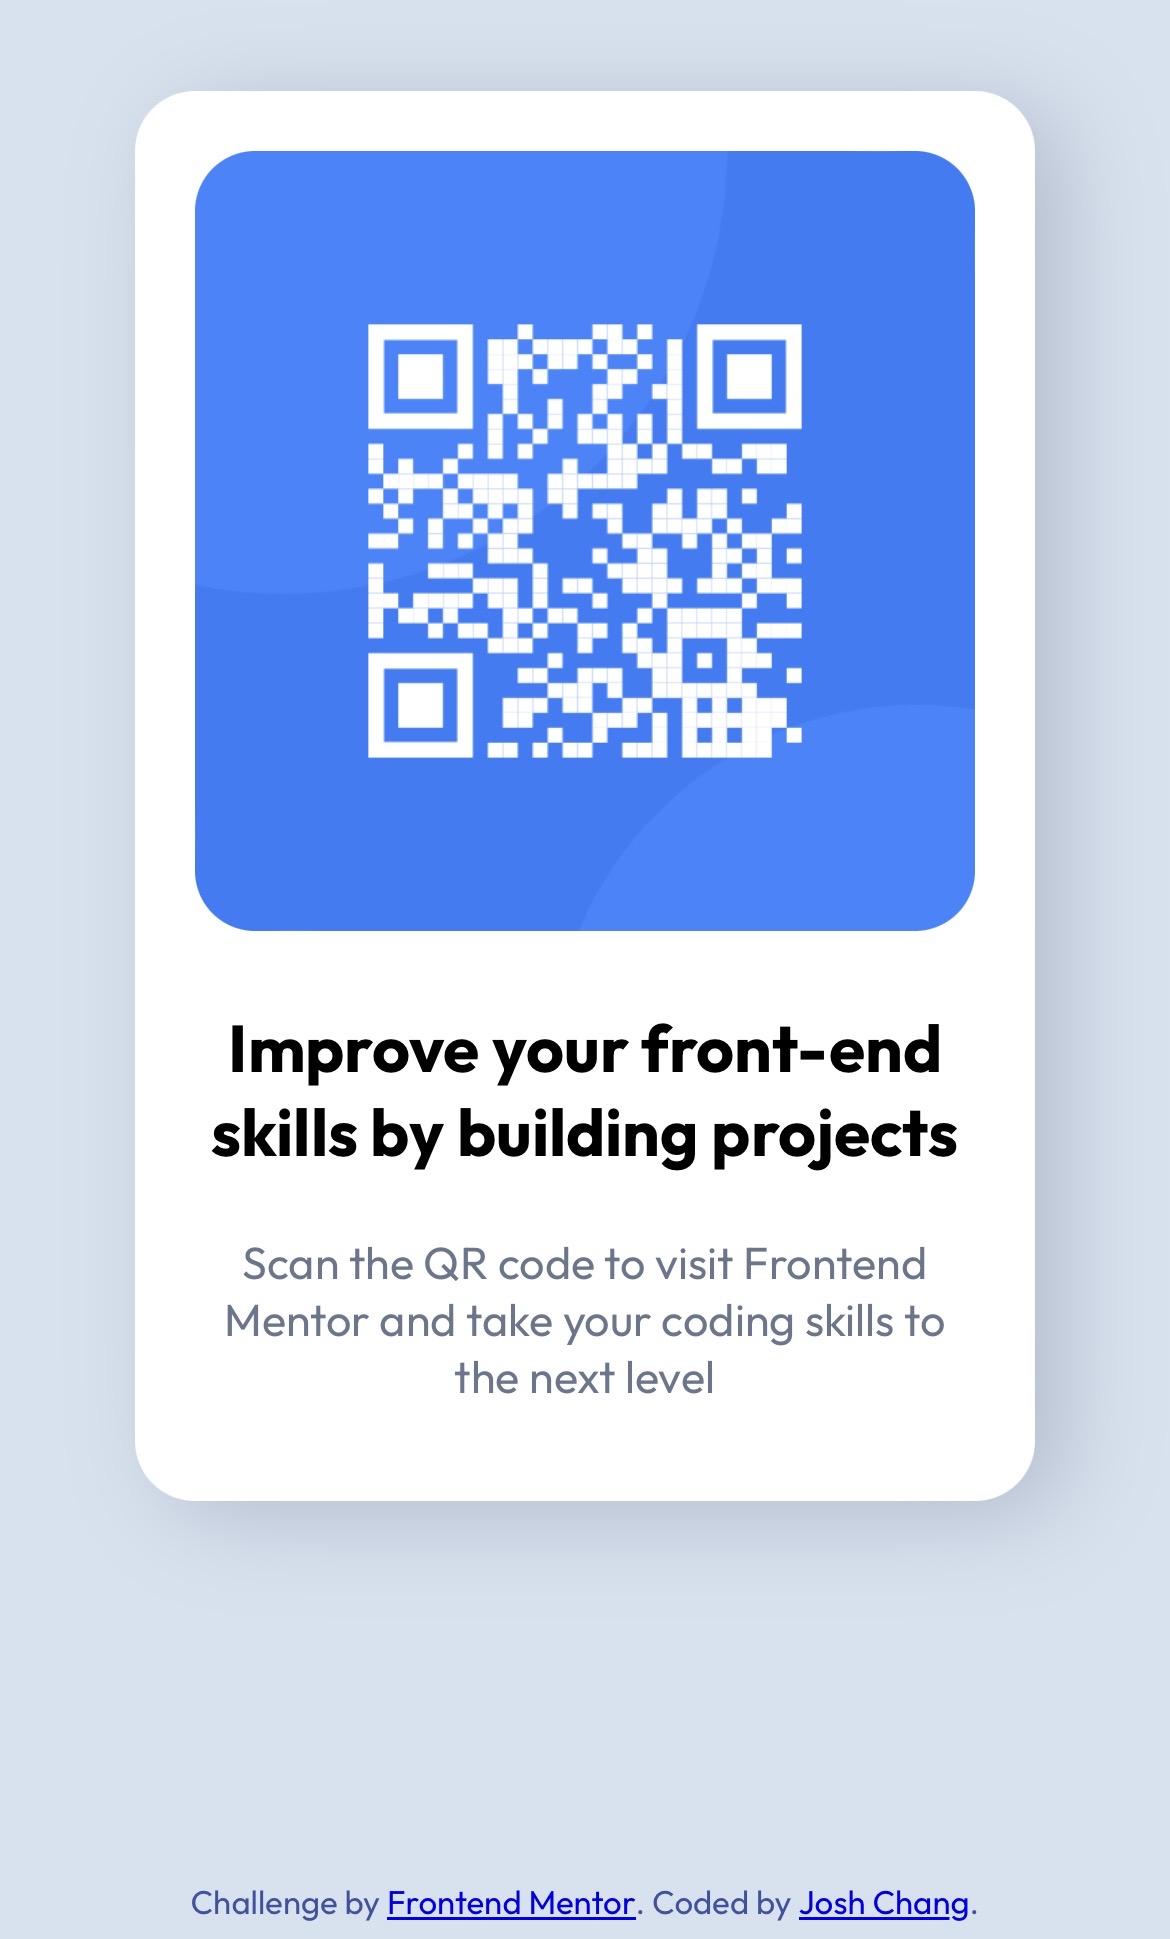 Improve your front-end
skills by building projects
Scan the QR code to visit Frontend
Mentor and take your coding skills to
the next level
Challenge by Frontend Mentor. Coded by Josh Chang.